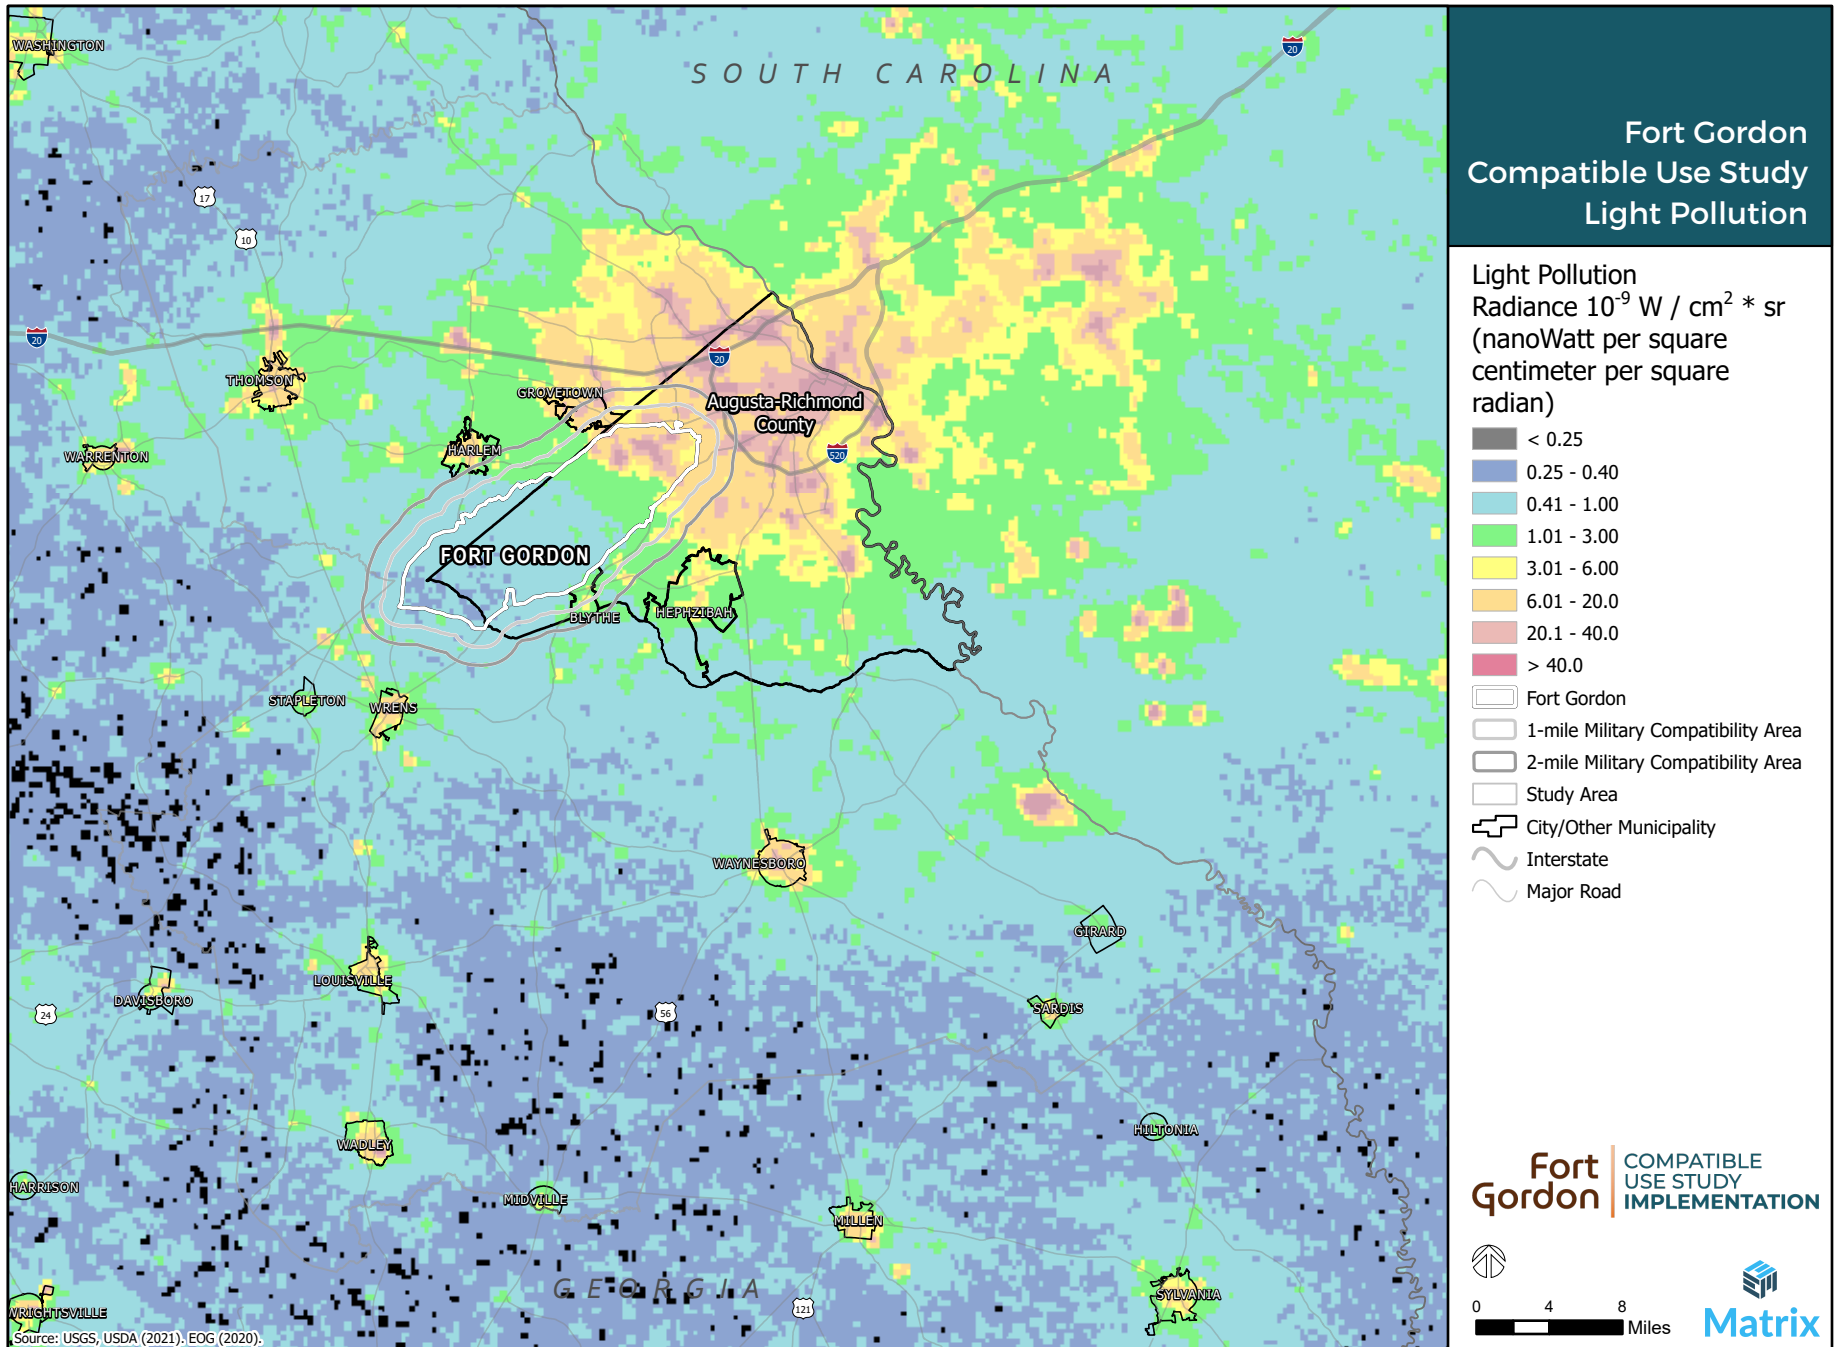 WASHINGTON
SOUTH CAROLINA
20
17
10
20
20
THOMSON
GROVETOWN
Augusta-Richmond
County
WARRENTON
HARLEM
520
FORT GORDON
BLYTHE
HEPHZIBAH
STAPLETON
WRENS
WAYNESBORO
GIRARD
LOUISVILLE
DAVISBORO
24
56
SARDIS
HILTONIA
WADLEY
HARRISON
MIDVILLE
MILLEN
GEORGIA
121
SYLVANIA
WRIGHTSVILLE
Source: USGS, USDA (2021). EOG (2020).
Fort Gordon
Compatible Use Study
Light Pollution
Light Pollution
Radiance 10⁻⁹ W / cm² * sr
(nanoWatt per square
centimeter per square
radian)
< 0.25
0.25 - 0.40
0.41 - 1.00
1.01 - 3.00
3.01 - 6.00
6.01 - 20.0
20.1 - 40.0
> 40.0
Fort Gordon
1-mile Military Compatibility Area
2-mile Military Compatibility Area
Study Area
City/Other Municipality
Interstate
Major Road
Fort
Gordon
COMPATIBLE
USE STUDY
IMPLEMENTATION
0 4 8
Miles
Matrix